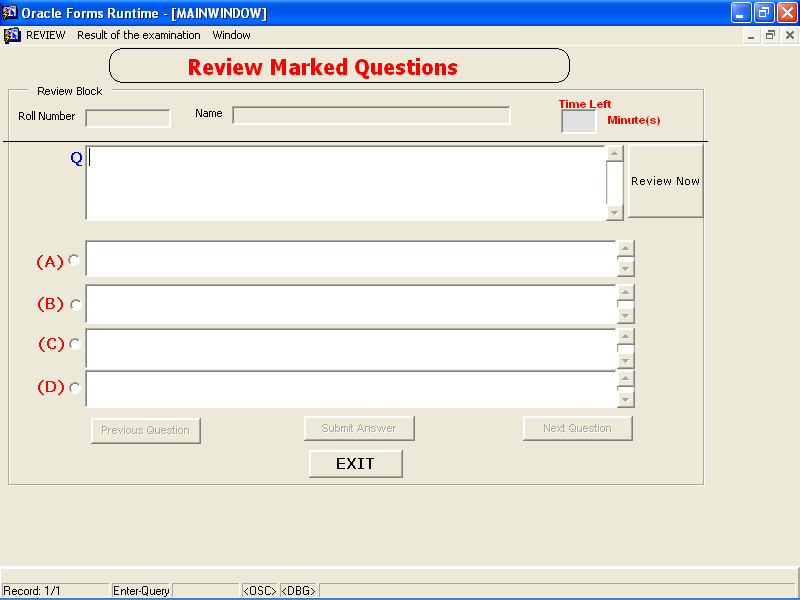 Oracle Forms Runtime - [MAINWINDOW]
REVIEW Result of the examination Window
Review Marked Questions
Review Block
Roll Number Name Time Left
Minute(s)
Q
Review Now
(A)
(B)
(C)
(D)
Previous Question Submit Answer Next Question
EXIT
Record: 1/1 Enter-Query <OSC> <DBG>